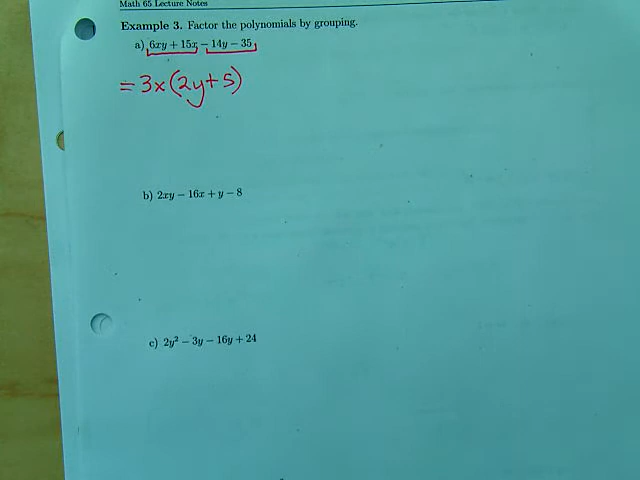 Math 65 Lecture Notes
Example 3. Factor the polynomials by grouping.
a) 6xy + 15x − 14y − 35
= 3x(2y+5)
b) 2xy − 16x + y − 8
c) 2y² − 3y − 16y + 24